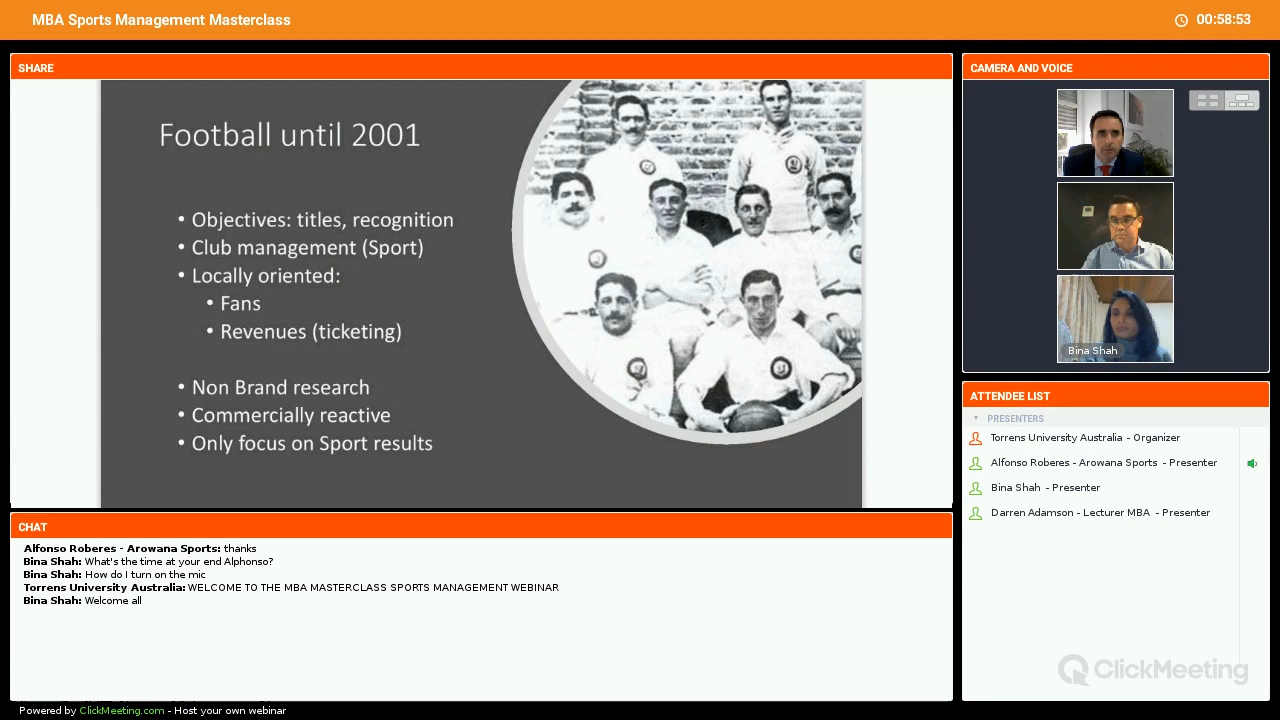 MBA Sports Management Masterclass
00:58:53
SHARE
Football until 2001
• Objectives: titles, recognition
• Club management (Sport)
• Locally oriented:
• Fans
• Revenues (ticketing)
• Non Brand research
• Commercially reactive
• Only focus on Sport results
CAMERA AND VOICE
Bina Shah
ATTENDEE LIST
PRESENTERS
Torrens University Australia - Organizer
Alfonso Roberes - Arowana Sports - Presenter
Bina Shah - Presenter
Darren Adamson - Lecturer MBA - Presenter
ClickMeeting
CHAT
Alfonso Roberes - Arowana Sports: thanks
Bina Shah: What's the time at your end Alphonso?
Bina Shah: How do I turn on the mic
Torrens University Australia: WELCOME TO THE MBA MASTERCLASS SPORTS MANAGEMENT WEBINAR
Bina Shah: Welcome all
Powered by ClickMeeting.com - Host your own webinar